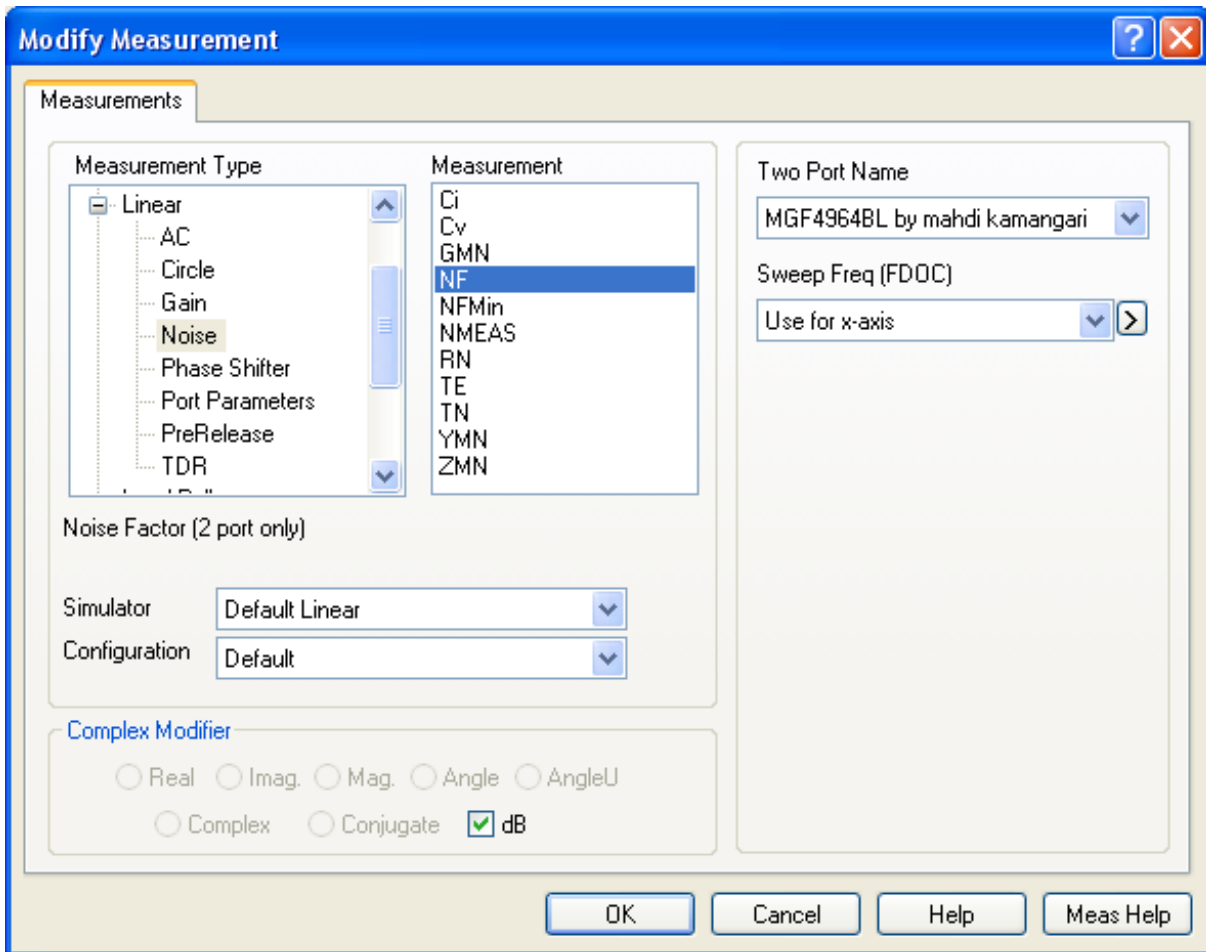 Modify Measurement
Measurements
Measurement Type
Linear
AC
Circle
Gain
Noise
Phase Shifter
Port Parameters
PreRelease
TDR
Measurement
Ci
Cv
GMN
NF
NFMin
NMEAS
RN
TE
TN
YMN
ZMN
Noise Factor (2 port only)
Simulator
Default Linear
Configuration
Default
Complex Modifier
Real Imag. Mag. Angle AngleU
Complex Conjugate dB
Two Port Name
MGF4964BL by mahdi kamangari
Sweep Freq (FDOC)
Use for x-axis
OK Cancel Help Meas Help